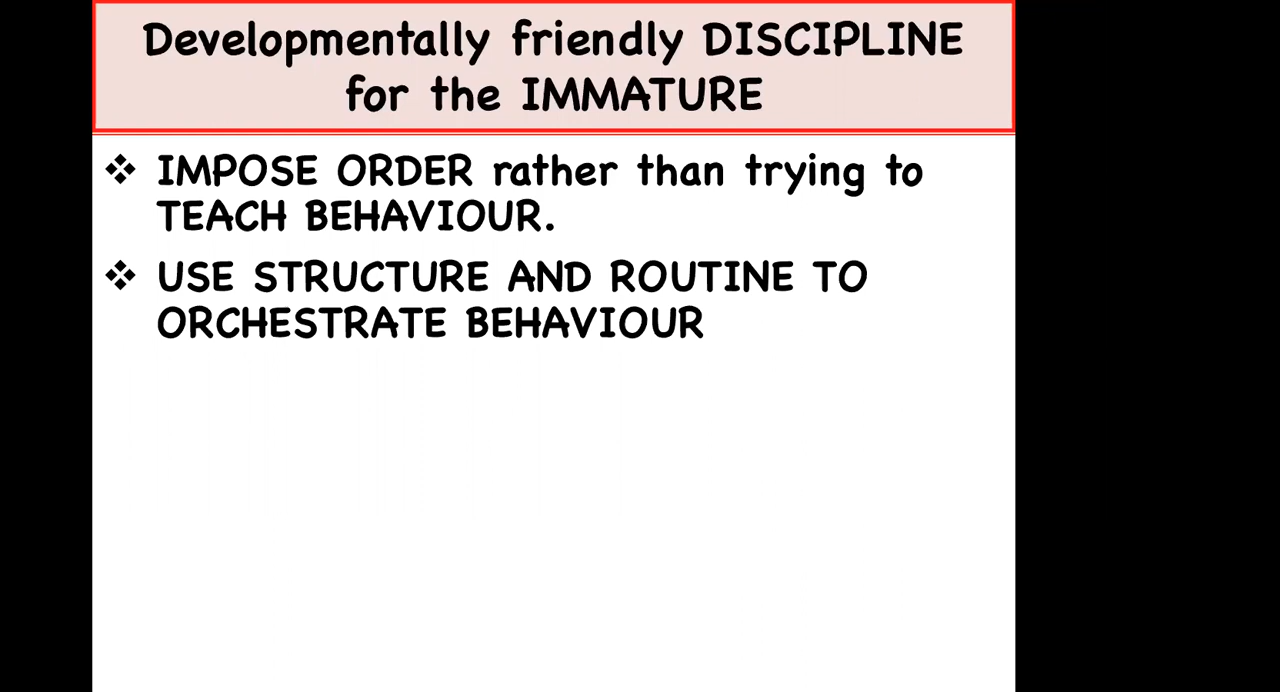 Developmentally friendly DISCIPLINE
for the IMMATURE
❖ IMPOSE ORDER rather than trying to
TEACH BEHAVIOUR.
❖ USE STRUCTURE AND ROUTINE TO
ORCHESTRATE BEHAVIOUR